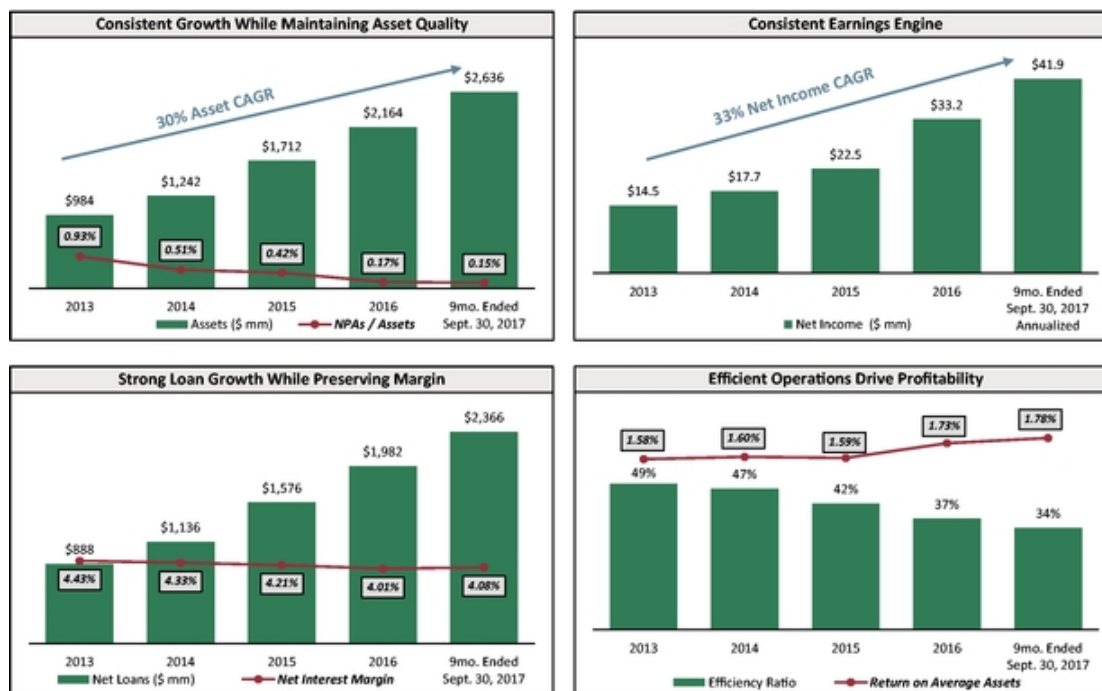 Consistent Growth While Maintaining Asset Quality
30% Asset CAGR
$984
$1,242
$1,712
$2,164
$2,636
0.93%
0.51%
0.42%
0.17%
0.15%
2013
2014
2015
2016
9mo. Ended
Sept. 30, 2017
Assets ($ mm)
NPAs / Assets
Consistent Earnings Engine
33% Net Income CAGR
$14.5
$17.7
$22.5
$33.2
$41.9
2013
2014
2015
2016
9mo. Ended
Sept. 30, 2017
Annualized
Net Income ($ mm)
Strong Loan Growth While Preserving Margin
$888
$1,136
$1,576
$1,982
$2,366
4.43%
4.33%
4.21%
4.01%
4.08%
2013
2014
2015
2016
9mo. Ended
Sept. 30, 2017
Net Loans ($ mm)
Net Interest Margin
Efficient Operations Drive Profitability
1.58%
1.60%
1.59%
1.73%
1.78%
49%
47%
42%
37%
34%
2013
2014
2015
2016
9mo. Ended
Sept. 30, 2017
Efficiency Ratio
Return on Average Assets